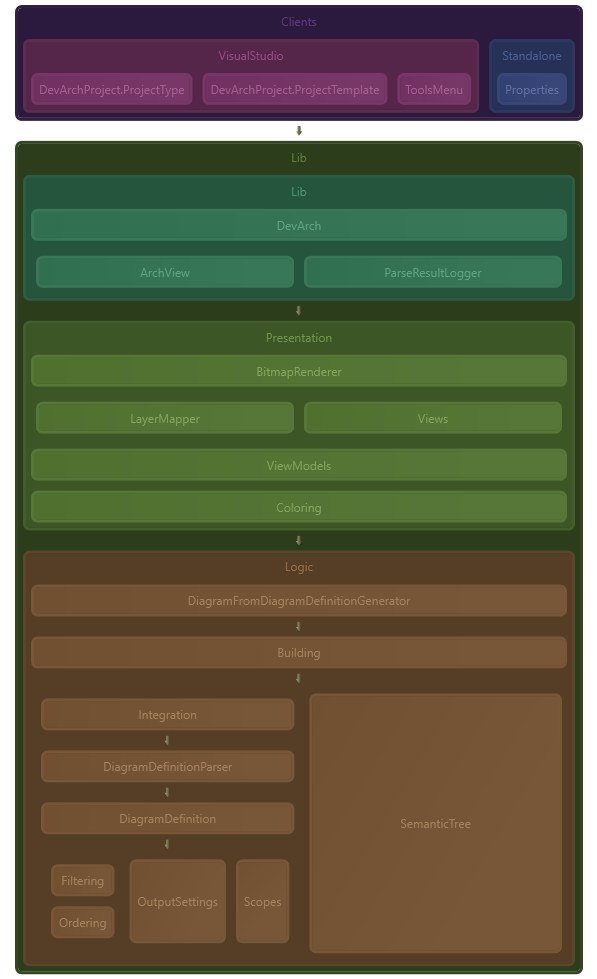 Clients
VisualStudio
Standalone
DevArchProject.ProjectType
DevArchProject.ProjectTemplate
ToolsMenu
Properties
Lib
Lib
DevArch
ArchView
ParseResultLogger
Presentation
BitmapRenderer
LayerMapper
Views
ViewModels
Coloring
Logic
DiagramFromDiagramDefinitionGenerator
Building
Integration
DiagramDefinitionParser
DiagramDefinition
SemanticTree
Filtering
OutputSettings
Scopes
Ordering